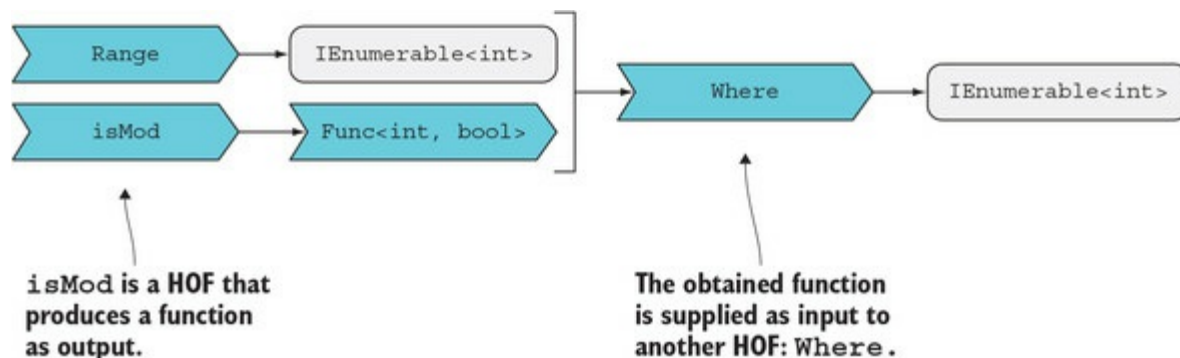 Range
IEnumerable<int>
isMod
Func<int, bool>
Where
IEnumerable<int>
isMod is a HOF that
produces a function
as output.
The obtained function
is supplied as input to
another HOF: Where.